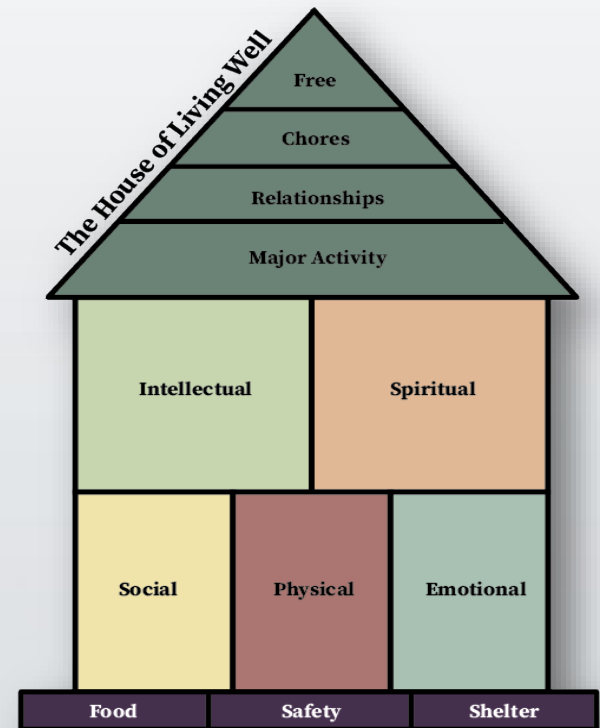 The House of Living Well
Free
Chores
Relationships
Major Activity
Intellectual
Spiritual
Social
Physical
Emotional
Food
Safety
Shelter